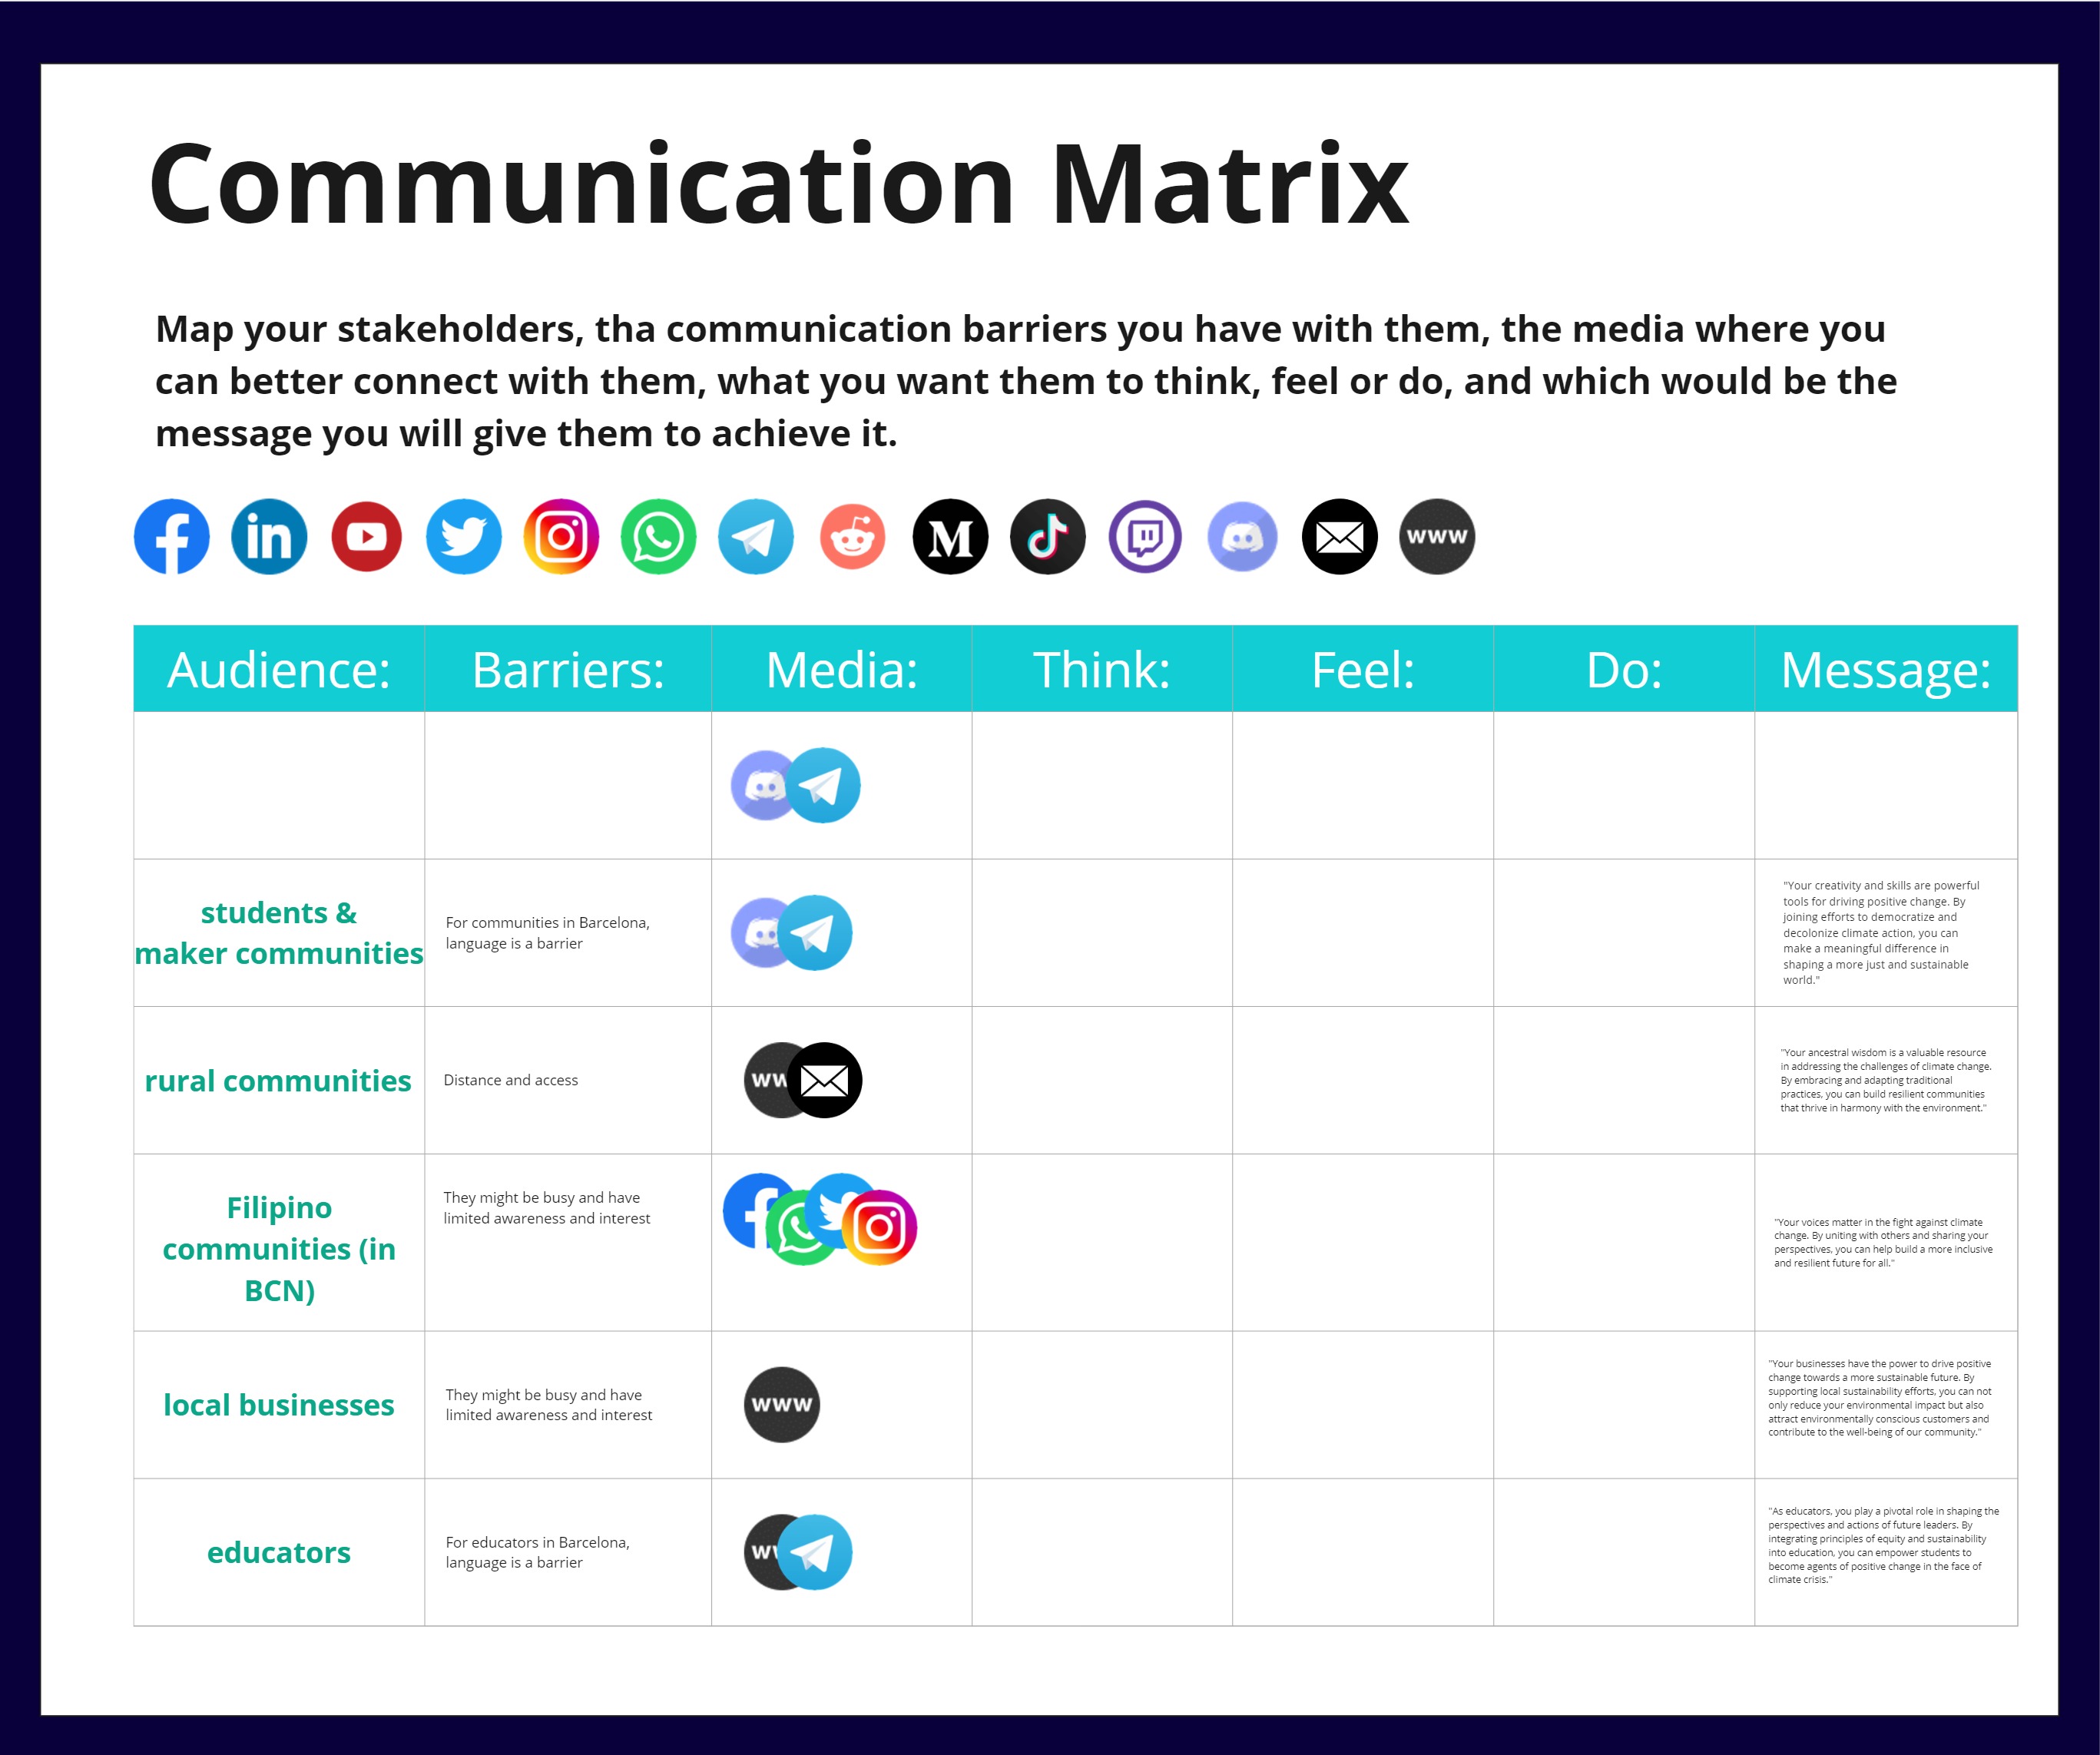 Communication Matrix
Map your stakeholders, tha communication barriers you have with them, the media where you
can better connect with them, what you want them to think, feel or do, and which would be the
message you will give them to achieve it.
in M www
Audience: Barriers: Media: Think: Feel: Do: Message:
students &
maker communities
For communities in Barcelona,
language is a barrier
"Your creativity and skills are powerful
tools for driving positive change. By
joining efforts to democratize and
decolonize climate action, you can
make a meaningful difference in
shaping a more just and sustainable
world."
rural communities
Distance and access
"Your ancestral wisdom is a valuable resource
in addressing the challenges of climate change.
By embracing and adapting traditional
practices, you can build resilient communities
that thrive in harmony with the environment."
Filipino
communities (in
BCN)
They might be busy and have
limited awareness and interest
"Your voices matter in the fight against climate
change. By uniting with others and sharing your
perspectives, you can help build a more inclusive
and resilient future for all."
local businesses
They might be busy and have
limited awareness and interest
www
"Your businesses have the power to drive positive
change towards a more sustainable future. By
supporting local sustainability efforts, you can not
only reduce your environmental impact but also
attract environmentally conscious customers and
contribute to the well-being of our community."
educators
For educators in Barcelona,
language is a barrier
"As educators, you play a pivotal role in shaping the
perspectives and actions of future leaders. By
integrating principles of equity and sustainability
into education, you can empower students to
become agents of positive change in the face of
climate crisis."